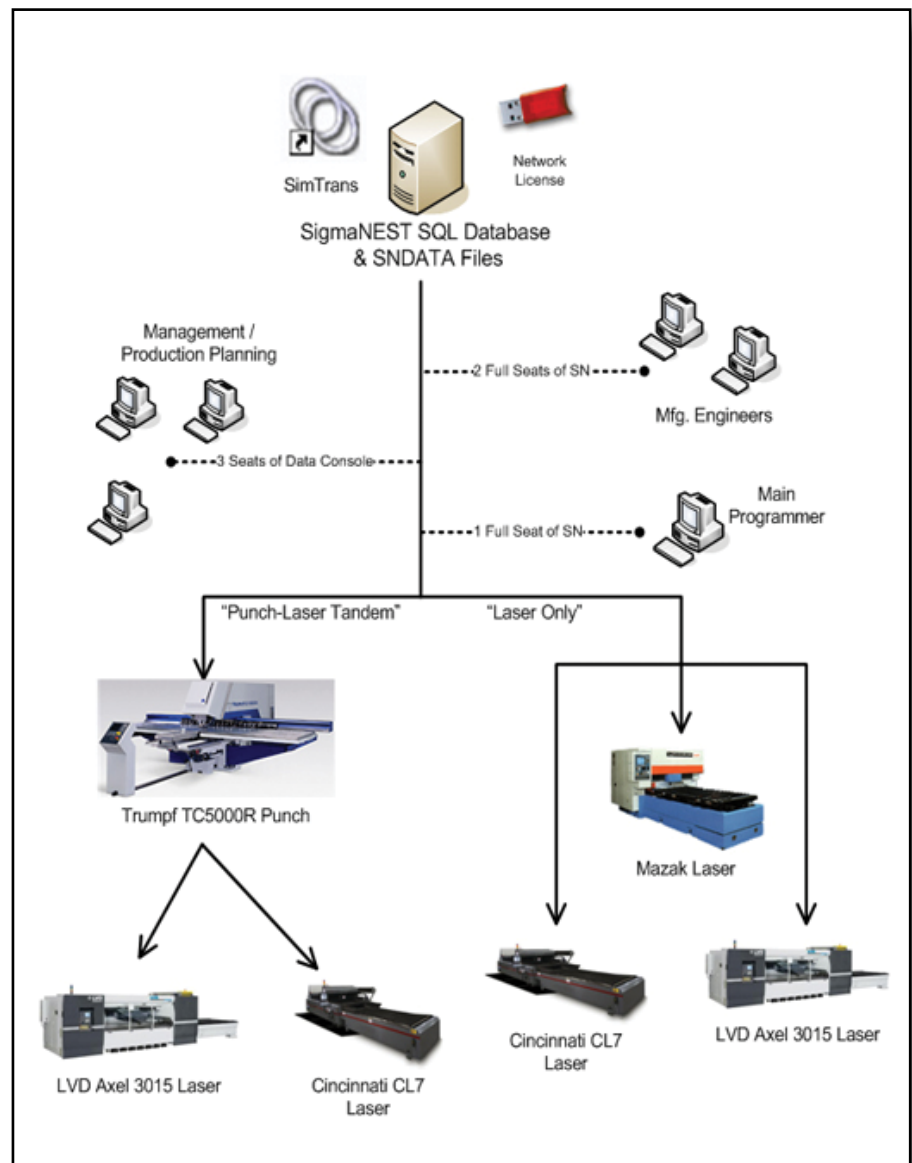 SimTrans
Network
License
SigmaNEST SQL Database
& SNDATA Files
Management /
Production Planning
2 Full Seats of SN
Mfg. Engineers
3 Seats of Data Console
Main
Programmer
1 Full Seat of SN
"Punch-Laser Tandem"
"Laser Only"
Trumpf TC5000R Punch
Mazak Laser
LVD Axel 3015 Laser
Cincinnati CL7
Laser
Cincinnati CL7
Laser
LVD Axel 3015 Laser